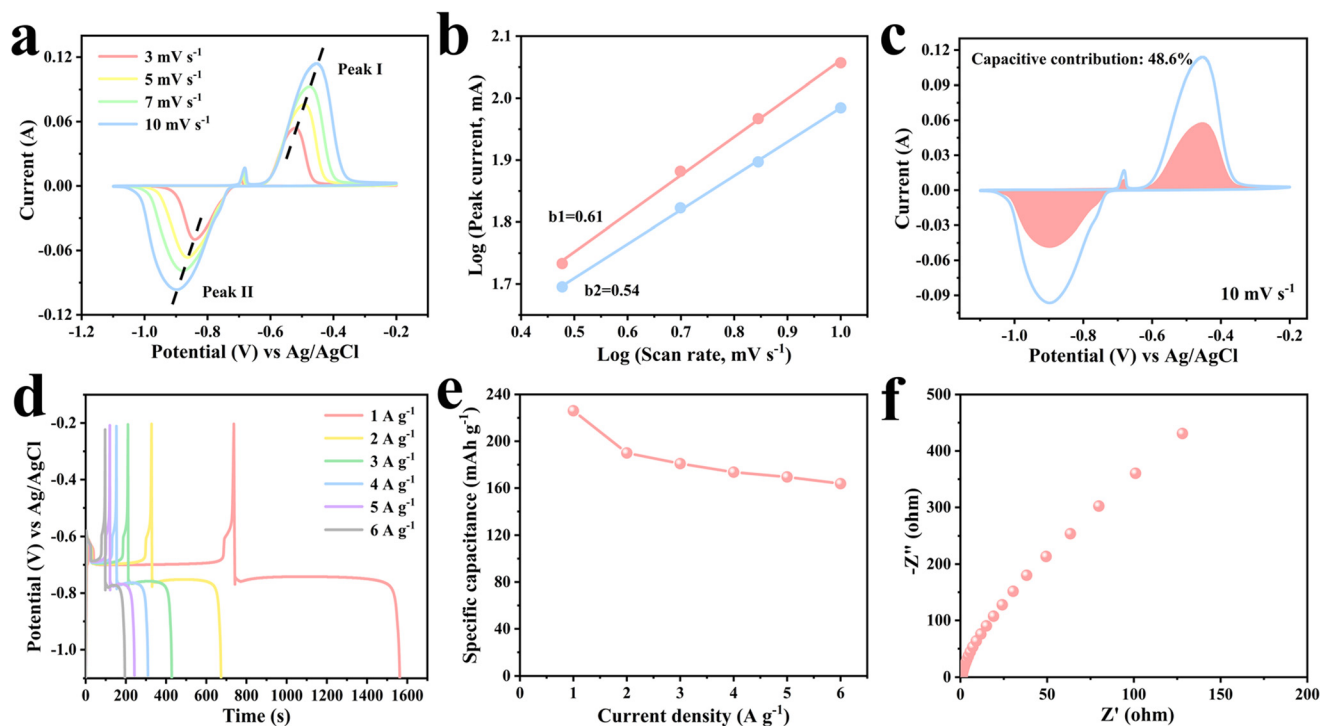 a
3 mV s⁻¹
5 mV s⁻¹
7 mV s⁻¹
10 mV s⁻¹
Peak I
Peak II
0.12
0.06
0.00
-0.06
-0.12
-1.2
-1.0
-0.8
-0.6
-0.4
-0.2
Current (A)
Potential (V) vs Ag/AgCl
b
b1=0.61
b2=0.54
2.1
2.0
1.9
1.8
1.7
0.4
0.5
0.6
0.7
0.8
0.9
1.0
Log (Peak current, mA)
Log (Scan rate, mV s⁻¹)
c
Capacitive contribution: 48.6%
10 mV s⁻¹
0.12
0.09
0.06
0.03
0.00
-0.03
-0.06
-0.09
-1.0
-0.8
-0.6
-0.4
-0.2
Current (A)
Potential (V) vs Ag/AgCl
d
1 A g⁻¹
2 A g⁻¹
3 A g⁻¹
4 A g⁻¹
5 A g⁻¹
6 A g⁻¹
-0.2
-0.4
-0.6
-0.8
-1.0
0
200
400
600
800
1000
1200
1400
1600
Potential (V) vs Ag/AgCl
Time (s)
e
240
200
160
120
80
40
0
1
2
3
4
5
6
Specific capacitance (mAh g⁻¹)
Current density (A g⁻¹)
f
500
400
300
200
100
0
0
50
100
150
200
-Z'' (ohm)
Z' (ohm)